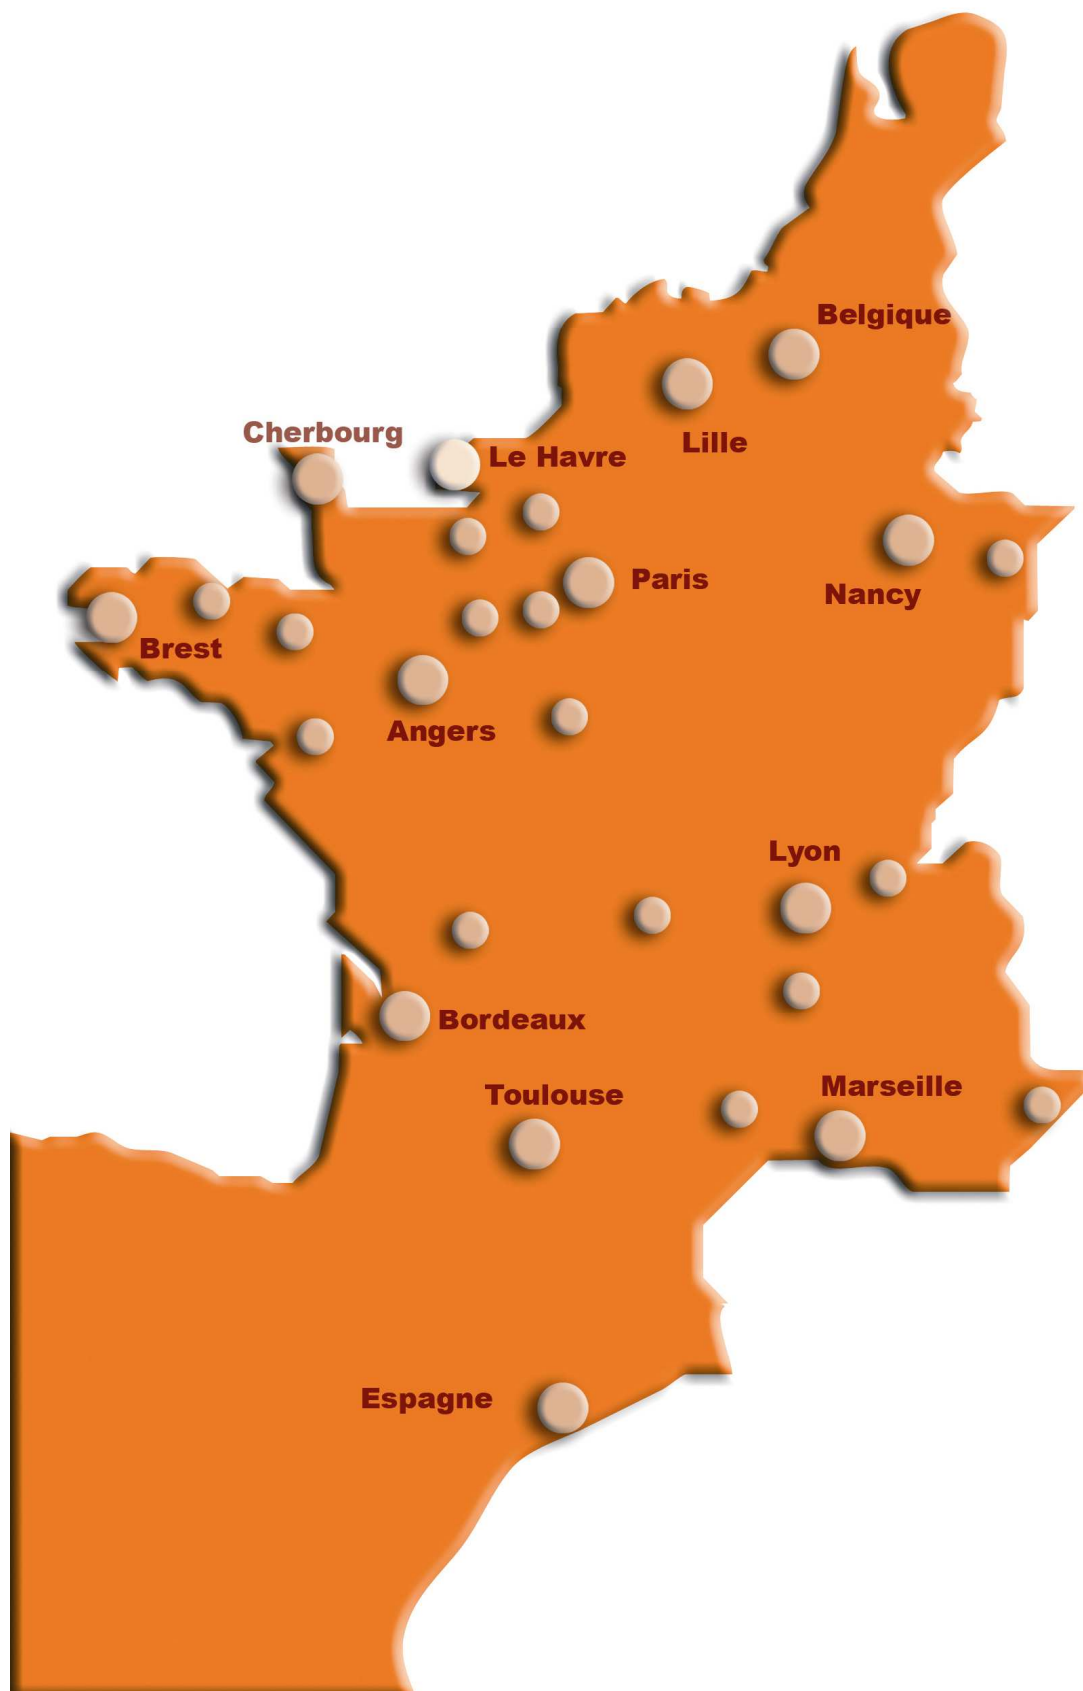 Belgique
Cherbourg
Le Havre
Lille
Paris
Nancy
Brest
Angers
Lyon
Bordeaux
Toulouse
Marseille
Espagne